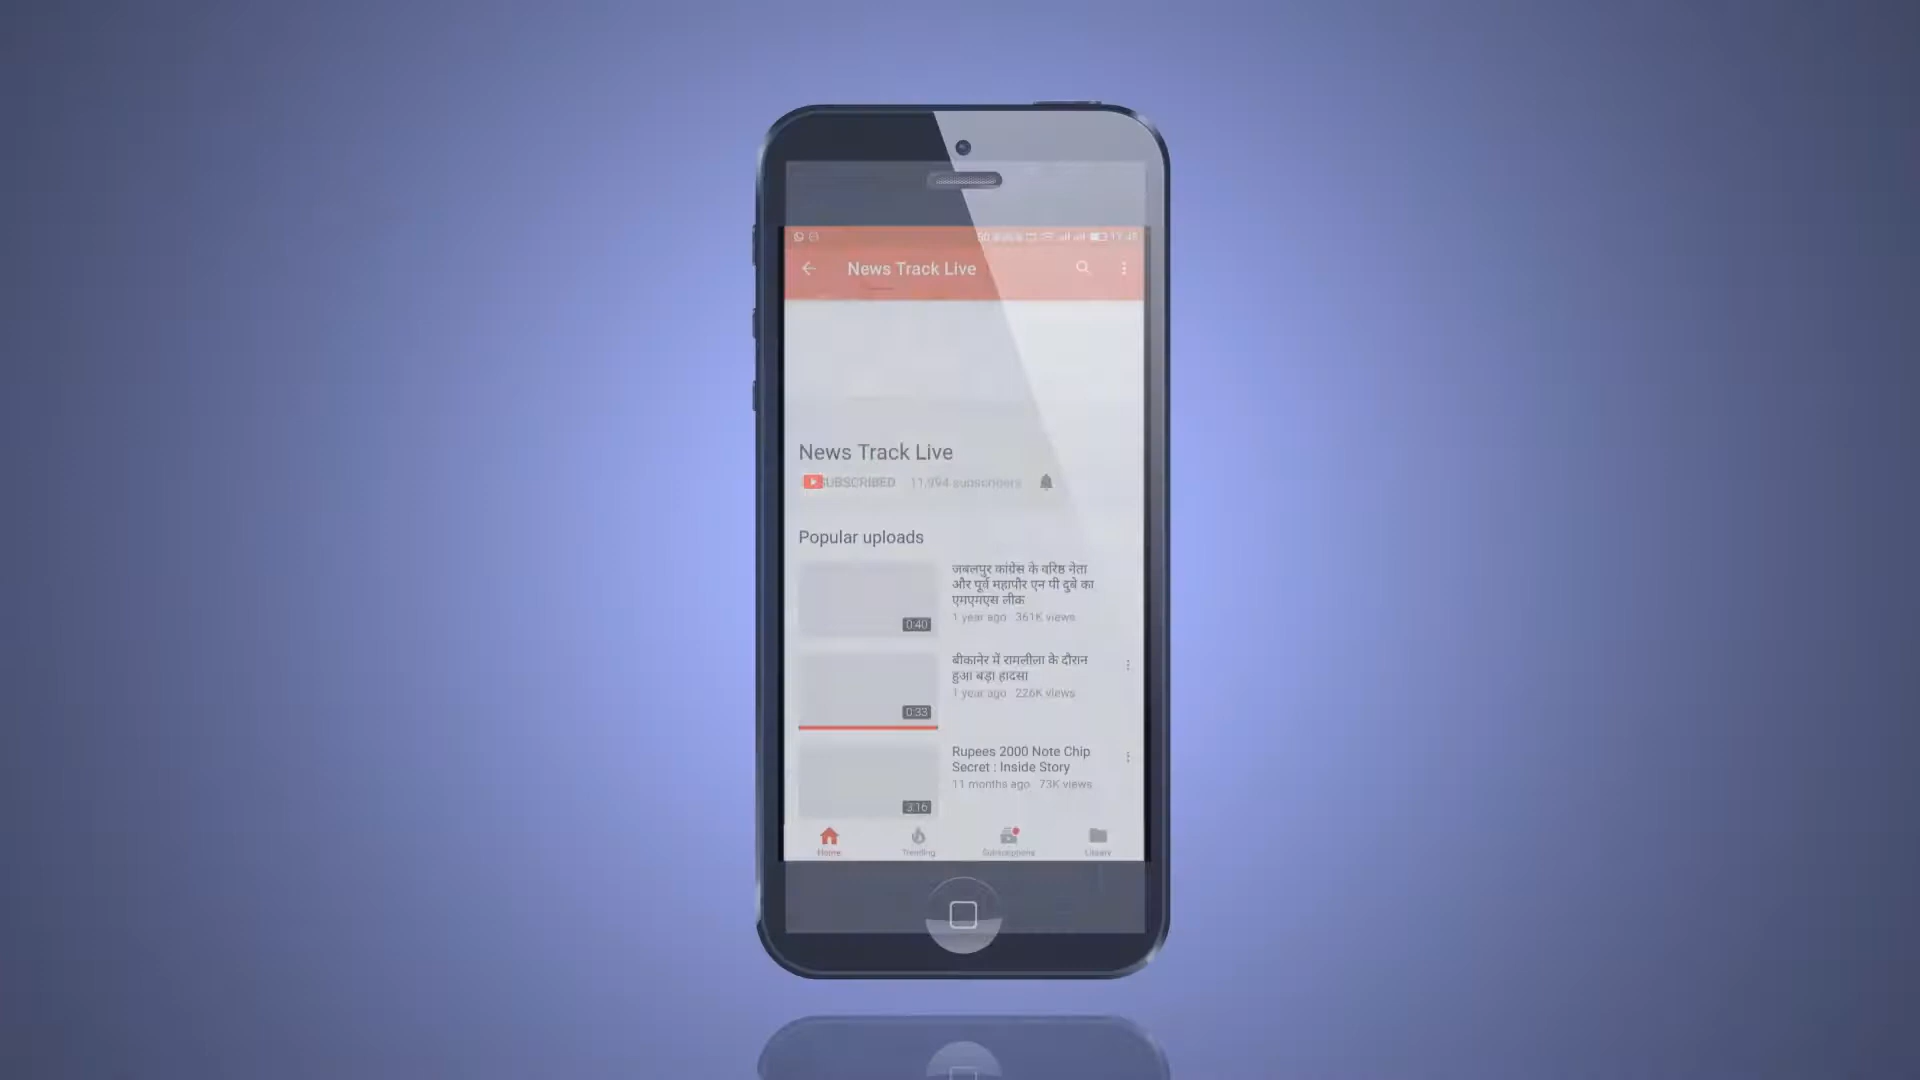 News Track Live
News Track Live
SUBSCRIBED 11,994 subscribers
Popular uploads
जबलपुर कांग्रेस के वरिष्ठ नेता
और पूर्व महापौर एन पी दुबे का
एमएमएस लीक
1 year ago 361K views
0:40
बीकानेर में रामलीला के दौरान
हुआ बड़ा हादसा
1 year ago 226K views
0:33
Rupees 2000 Note Chip
Secret : Inside Story
11 months ago 73K views
3:16
Home Trending Subscriptions Library